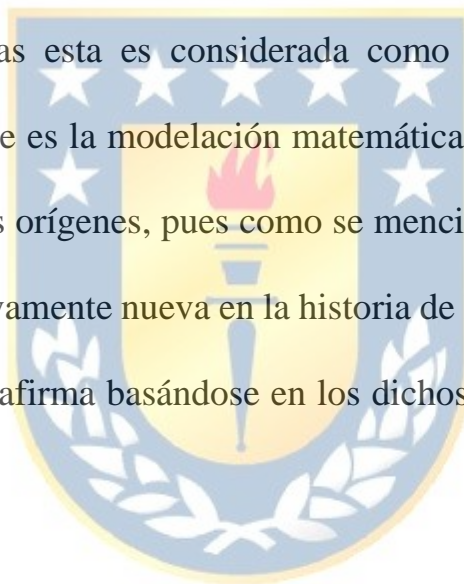 as esta es considerada como
e es la modelación matemática
s orígenes, pues como se menci
vamente nueva en la historia de
afirma basándose en los dichos